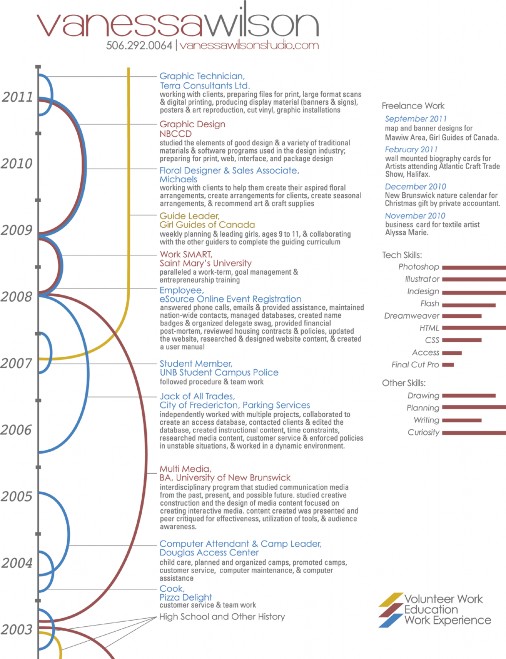 vanessawilson
506.292.0064 | vanessawilsonstudio.com
2011
2010
2009
2008
2007
2006
2005
2004
2003
Graphic Technician,
Terra Consultants Ltd.
working with clients, preparing files for print, large format scans
& digital printing, producing display material (banners & signs),
posters & art reproduction, cut vinyl, graphic installations
Graphic Design
NBCCD
studied the elements of good design & a variety of traditional
materials & software programs used in the design industry;
preparing for print, web, interface, and package design
Floral Designer & Sales Associate,
Michaels
working with clients to help them create their aspired floral
arrangements, create arrangements for clients, create seasonal
arrangements, & recommend art & craft supplies
Guide Leader,
Girl Guides of Canada
weekly planning & leading girls, ages 9 to 11, & collaborating
with the other guiders to complete the guiding curriculum
Work SMART,
Saint Mary's University
paralleled a work-term, goal management &
entrepreneurship training
Employee,
eSource Online Event Registration
answered phone calls, emails & provided assistance, maintained
nation-wide contacts, managed databases, created name
badges & organized delegate swag, provided financial
post-mortem, reviewed housing contracts & policies, updated
the website, researched & designed website content, & created
a user manual
Student Member,
UNB Student Campus Police
followed procedure & team work
Jack of All Trades,
City of Fredericton, Parking Services
independently worked with multiple projects, collaborated to
create an access database, contacted clients & edited the
database, created instructional content, time constraints,
researched media content, customer service & enforced policies
in unstable situations, & worked in a dynamic environment.
Multi Media,
BA, University of New Brunswick
interdisciplinary program that studied communication media
from the past, present, and possible future. studied creative
construction and the design of media content focused on
creating interactive media. content created was presented and
peer critiqued for effectiveness, utilization of tools, & audience
awareness.
Computer Attendant & Camp Leader,
Douglas Access Center
child care, planned and organized camps, promoted camps,
customer service, computer maintenance, & computer
assistance
Cook,
Pizza Delight
customer service & team work
High School and Other History
Freelance Work
September 2011
map and banner designs for
Mawiw Area, Girl Guides of Canada.
February 2011
well mounted biography cards for
Artists attending Atlantic Craft Trade
Show, Halifax.
December 2010
New Brunswick nature calendar for
Christmas gift by private accountant.
November 2010
business card for textile artist
Alyssa Marie.
Tech Skills:
Photoshop
Illustrator
Indesign
Flash
Dreamweaver
HTML
CSS
Access
Final Cut Pro
Other Skills:
Drawing
Planning
Writing
Curiosity
Volunteer Work
Education
Work Experience